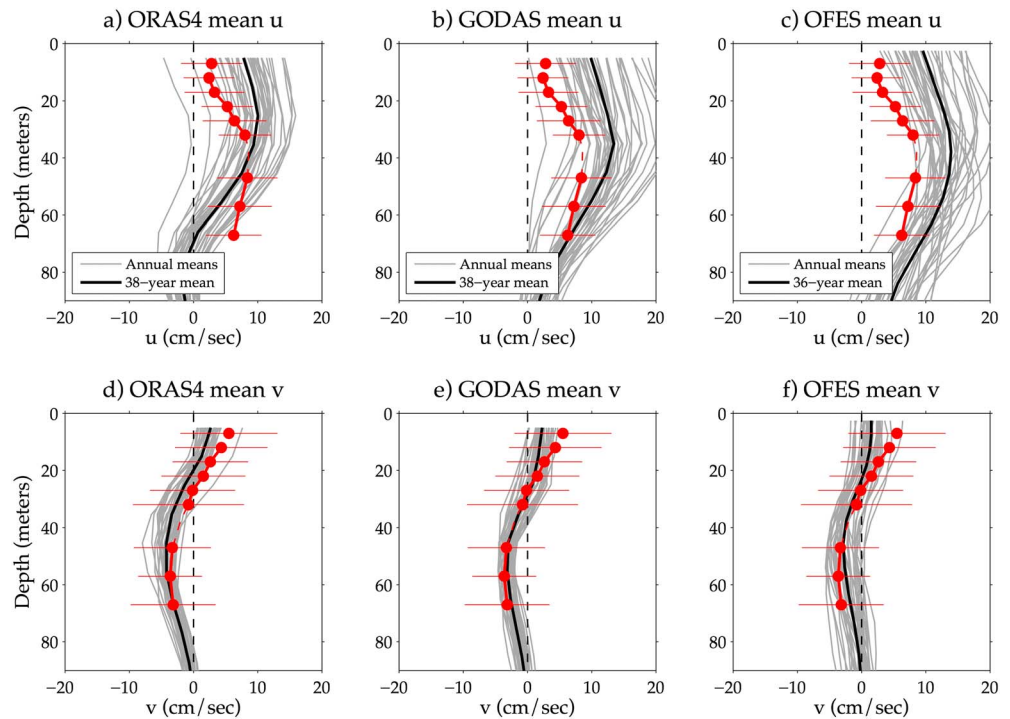 a) ORAS4 mean u
b) GODAS mean u
c) OFES mean u
0
20
40
60
80
Depth (meters)
Annual means
38−year mean
−20 −10 0 10 20
u (cm/sec)
0
20
40
60
80
Annual means
38−year mean
−20 −10 0 10 20
u (cm/sec)
0
20
40
60
80
Annual means
36−year mean
−20 −10 0 10 20
u (cm/sec)
d) ORAS4 mean v
e) GODAS mean v
f) OFES mean v
0
20
40
60
80
Depth (meters)
−20 −10 0 10 20
v (cm/sec)
0
20
40
60
80
−20 −10 0 10 20
v (cm/sec)
0
20
40
60
80
−20 −10 0 10 20
v (cm/sec)